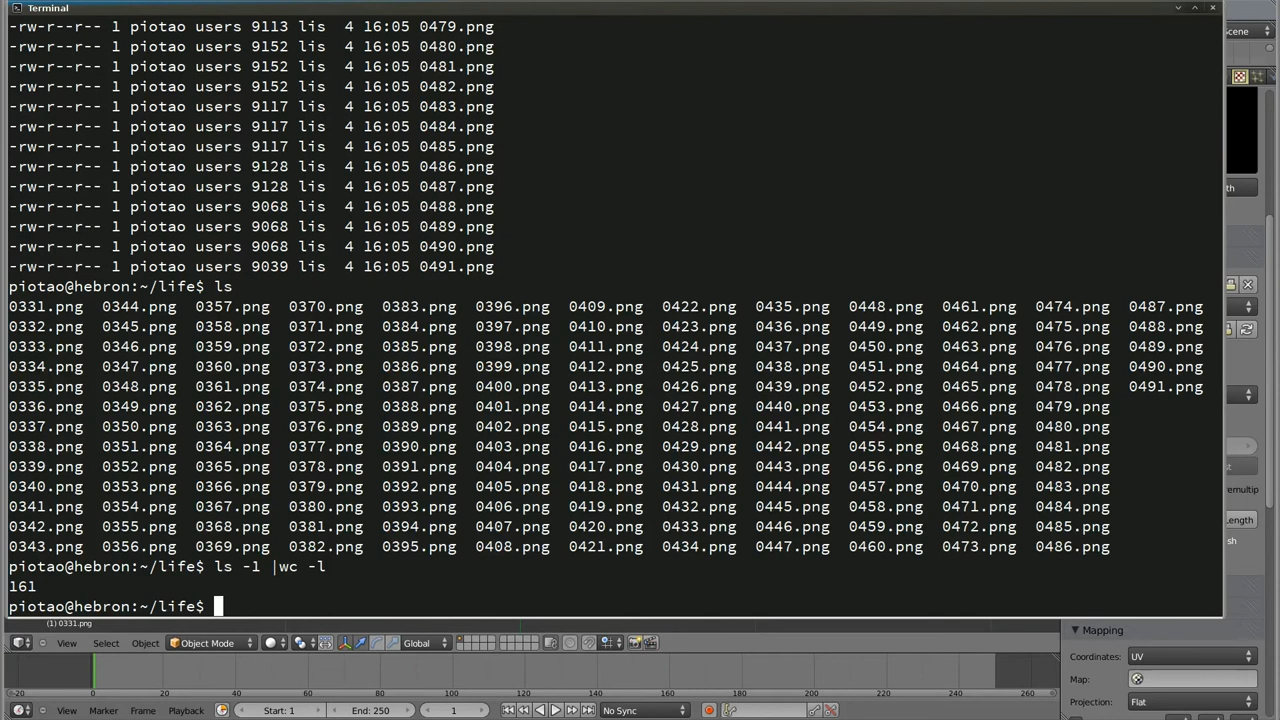 Terminal
-rw-r--r-- 1 piotao users 9113 lis  4 16:05 0479.png
-rw-r--r-- 1 piotao users 9152 lis  4 16:05 0480.png
-rw-r--r-- 1 piotao users 9152 lis  4 16:05 0481.png
-rw-r--r-- 1 piotao users 9152 lis  4 16:05 0482.png
-rw-r--r-- 1 piotao users 9117 lis  4 16:05 0483.png
-rw-r--r-- 1 piotao users 9117 lis  4 16:05 0484.png
-rw-r--r-- 1 piotao users 9117 lis  4 16:05 0485.png
-rw-r--r-- 1 piotao users 9128 lis  4 16:05 0486.png
-rw-r--r-- 1 piotao users 9128 lis  4 16:05 0487.png
-rw-r--r-- 1 piotao users 9068 lis  4 16:05 0488.png
-rw-r--r-- 1 piotao users 9068 lis  4 16:05 0489.png
-rw-r--r-- 1 piotao users 9068 lis  4 16:05 0490.png
-rw-r--r-- 1 piotao users 9039 lis  4 16:05 0491.png
piotao@hebron:~/life$ ls
0331.png  0344.png  0357.png  0370.png  0383.png  0396.png  0409.png  0422.png  0435.png  0448.png  0461.png  0474.png  0487.png
0332.png  0345.png  0358.png  0371.png  0384.png  0397.png  0410.png  0423.png  0436.png  0449.png  0462.png  0475.png  0488.png
0333.png  0346.png  0359.png  0372.png  0385.png  0398.png  0411.png  0424.png  0437.png  0450.png  0463.png  0476.png  0489.png
0334.png  0347.png  0360.png  0373.png  0386.png  0399.png  0412.png  0425.png  0438.png  0451.png  0464.png  0477.png  0490.png
0335.png  0348.png  0361.png  0374.png  0387.png  0400.png  0413.png  0426.png  0439.png  0452.png  0465.png  0478.png  0491.png
0336.png  0349.png  0362.png  0375.png  0388.png  0401.png  0414.png  0427.png  0440.png  0453.png  0466.png  0479.png
0337.png  0350.png  0363.png  0376.png  0389.png  0402.png  0415.png  0428.png  0441.png  0454.png  0467.png  0480.png
0338.png  0351.png  0364.png  0377.png  0390.png  0403.png  0416.png  0429.png  0442.png  0455.png  0468.png  0481.png
0339.png  0352.png  0365.png  0378.png  0391.png  0404.png  0417.png  0430.png  0443.png  0456.png  0469.png  0482.png
0340.png  0353.png  0366.png  0379.png  0392.png  0405.png  0418.png  0431.png  0444.png  0457.png  0470.png  0483.png
0341.png  0354.png  0367.png  0380.png  0393.png  0406.png  0419.png  0432.png  0445.png  0458.png  0471.png  0484.png
0342.png  0355.png  0368.png  0381.png  0394.png  0407.png  0420.png  0433.png  0446.png  0459.png  0472.png  0485.png
0343.png  0356.png  0369.png  0382.png  0395.png  0408.png  0421.png  0434.png  0447.png  0460.png  0473.png  0486.png
piotao@hebron:~/life$ ls -l |wc -l
161
piotao@hebron:~/life$
Scene
(1) 0331.png
View Select Object Object Mode Global
-20 0 20 40 60 80 100 120 140 160 180 200 220 240 260
View Marker Frame Playback Start: 1 End: 250 1 No Sync
Mapping
Coordinates: UV
Map:
Projection: Flat